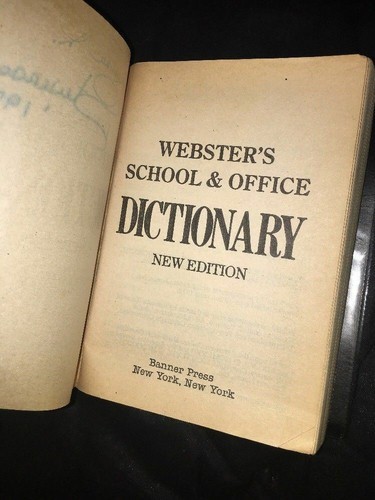 WEBSTER'S
SCHOOL & OFFICE
DICTIONARY
NEW EDITION
Banner Press
New York, New York